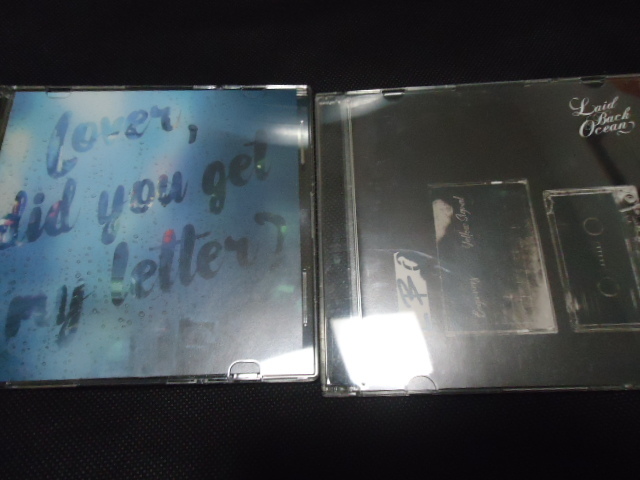 Lover,
did you get
my letter?
Laid
Back
Ocean